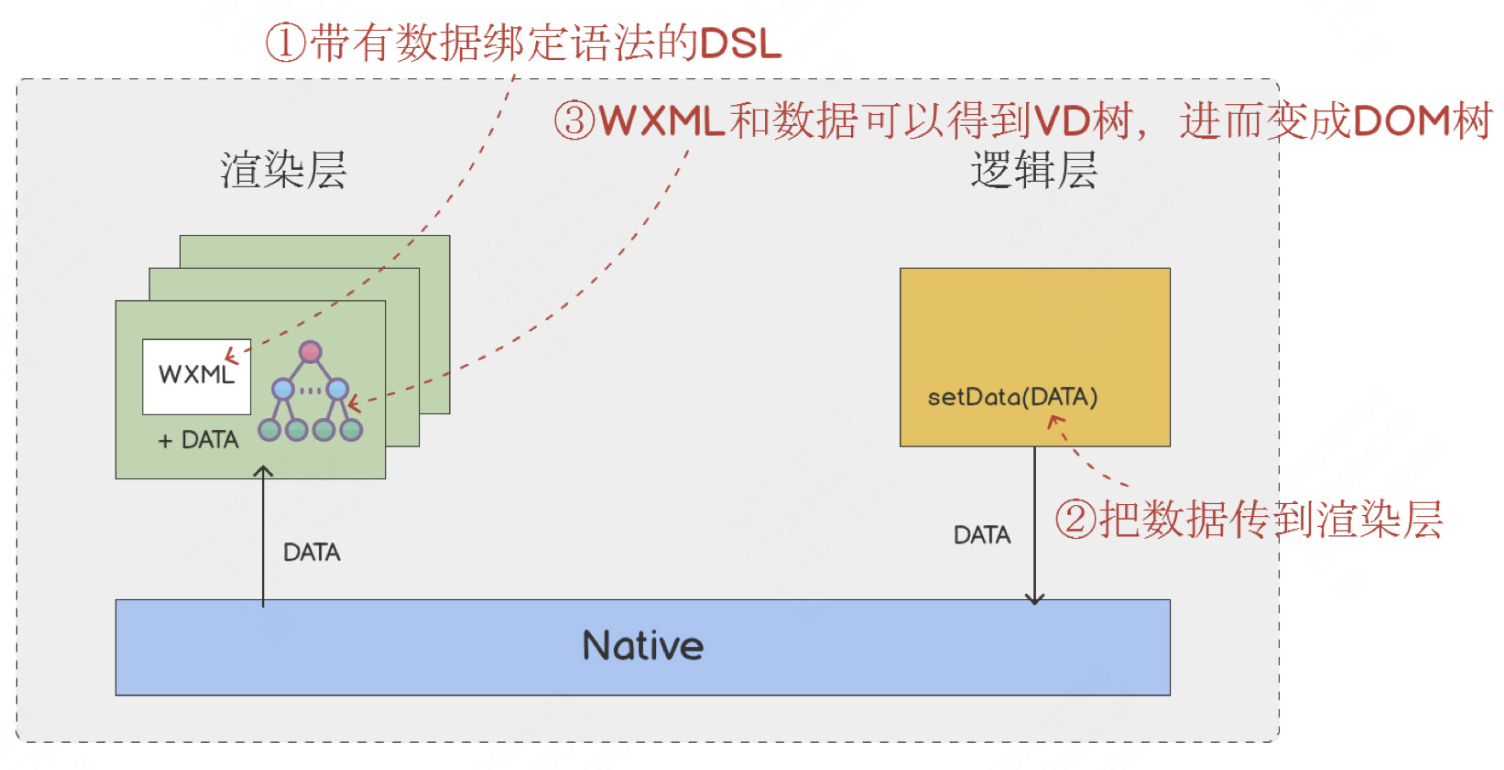 ①带有数据绑定语法的DSL
③WXML和数据可以得到VD树，进而变成DOM树
渲染层
逻辑层
WXML
+ DATA
setData(DATA)
②把数据传到渲染层
DATA
DATA
Native